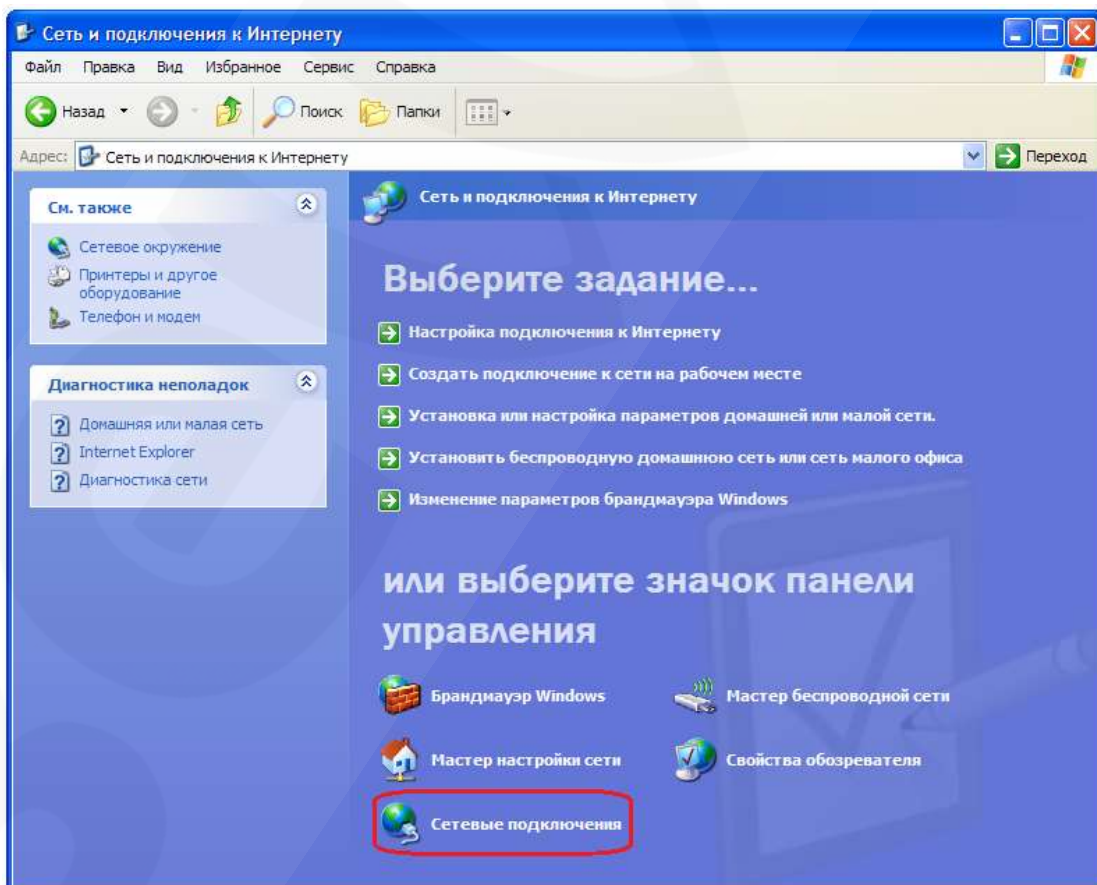 Сеть и подключения к Интернету
Файл Правка Вид Избранное Сервис Справка
Назад Поиск Папки
Адрес: Сеть и подключения к Интернету Переход
См. также
Сетевое окружение
Принтеры и другое
оборудование
Телефон и модем
Диагностика неполадок
Домашняя или малая сеть
Internet Explorer
Диагностика сети
Сеть и подключения к Интернету
Выберите задание...
Настройка подключения к Интернету
Создать подключение к сети на рабочем месте
Установка или настройка параметров домашней или малой сети.
Установить беспроводную домашнюю сеть или сеть малого офиса
Изменение параметров брандмауэра Windows
или выберите значок панели
управления
Брандмауэр Windows
Мастер беспроводной сети
Мастер настройки сети
Свойства обозревателя
Сетевые подключения